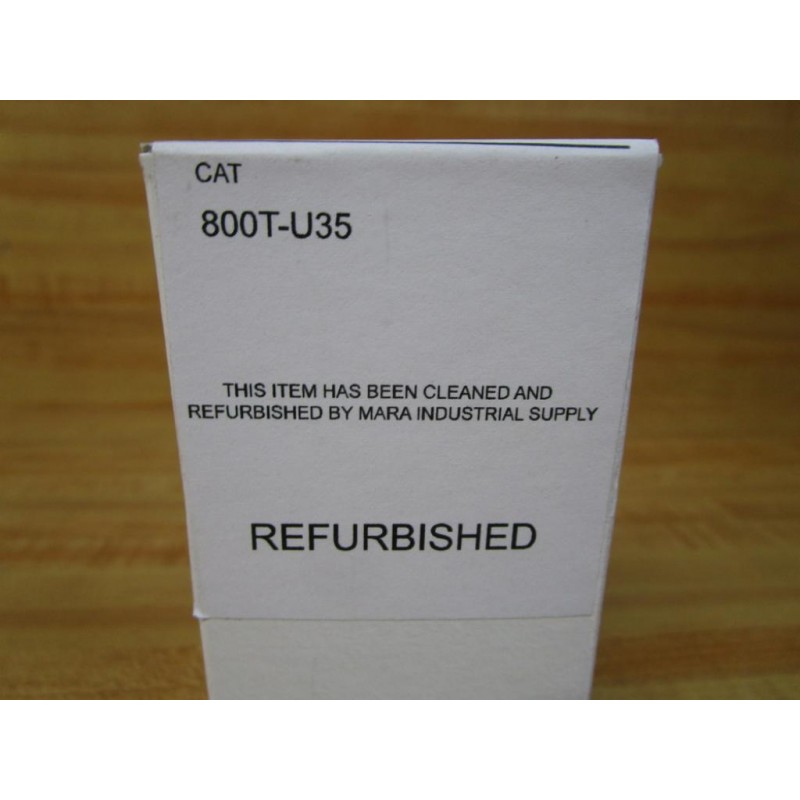 CAT
800T-U35
THIS ITEM HAS BEEN CLEANED AND
REFURBISHED BY MARA INDUSTRIAL SUPPLY
REFURBISHED